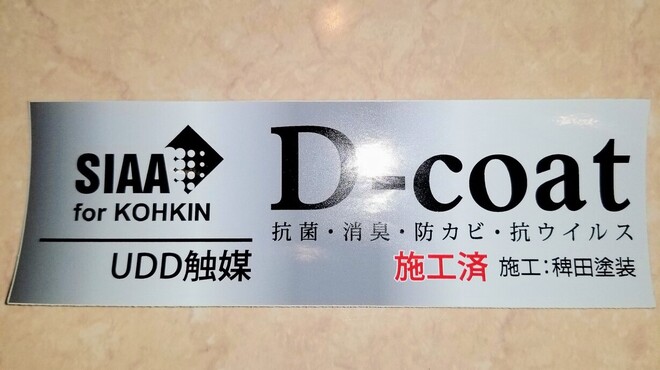 SIAA
for KOHKIN
UDD触媒
D-coat
抗菌・消臭・防カビ・抗ウイルス
施工済 施工:稗田塗装